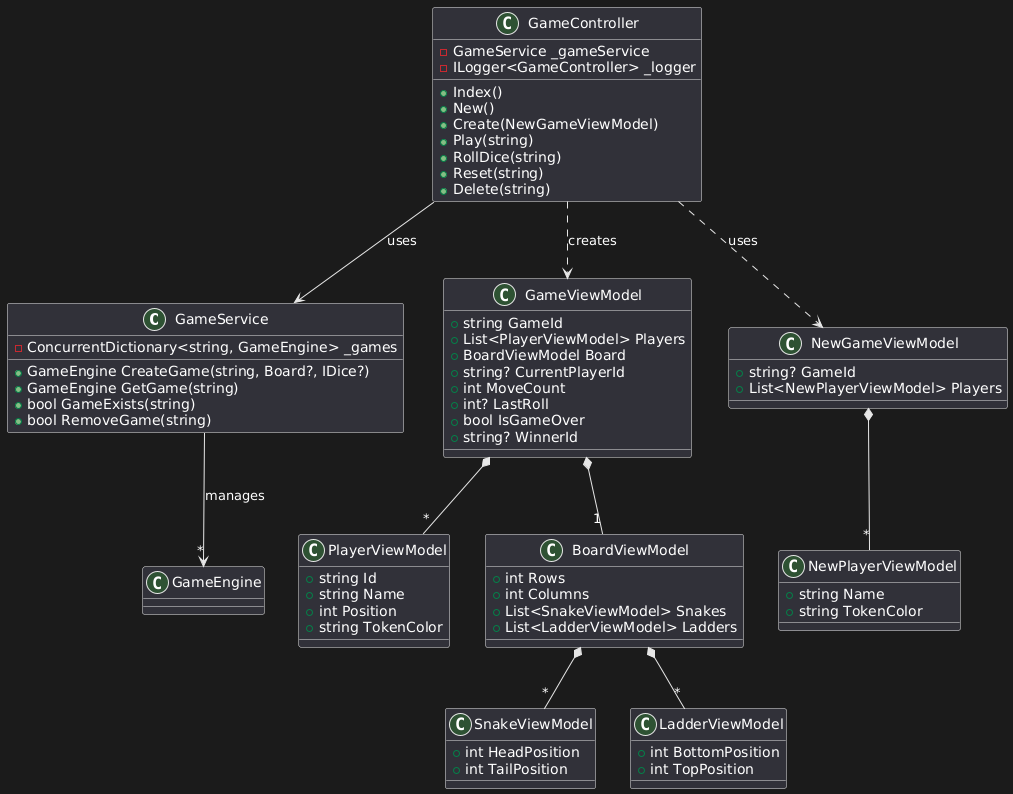 C GameController
GameService _gameService
ILogger<GameController> _logger
Index()
New()
Create(NewGameViewModel)
Play(string)
RollDice(string)
Reset(string)
Delete(string)
uses
creates
uses
C GameService
ConcurrentDictionary<string, GameEngine> _games
GameEngine CreateGame(string, Board?, IDice?)
GameEngine GetGame(string)
bool GameExists(string)
bool RemoveGame(string)
C GameViewModel
string GameId
List<PlayerViewModel> Players
BoardViewModel Board
string? CurrentPlayerId
int MoveCount
int? LastRoll
bool IsGameOver
string? WinnerId
C NewGameViewModel
string? GameId
List<NewPlayerViewModel> Players
manages
*
*
1
*
C GameEngine
C PlayerViewModel
string Id
string Name
int Position
string TokenColor
C BoardViewModel
int Rows
int Columns
List<SnakeViewModel> Snakes
List<LadderViewModel> Ladders
C NewPlayerViewModel
string Name
string TokenColor
*
*
C SnakeViewModel
int HeadPosition
int TailPosition
C LadderViewModel
int BottomPosition
int TopPosition